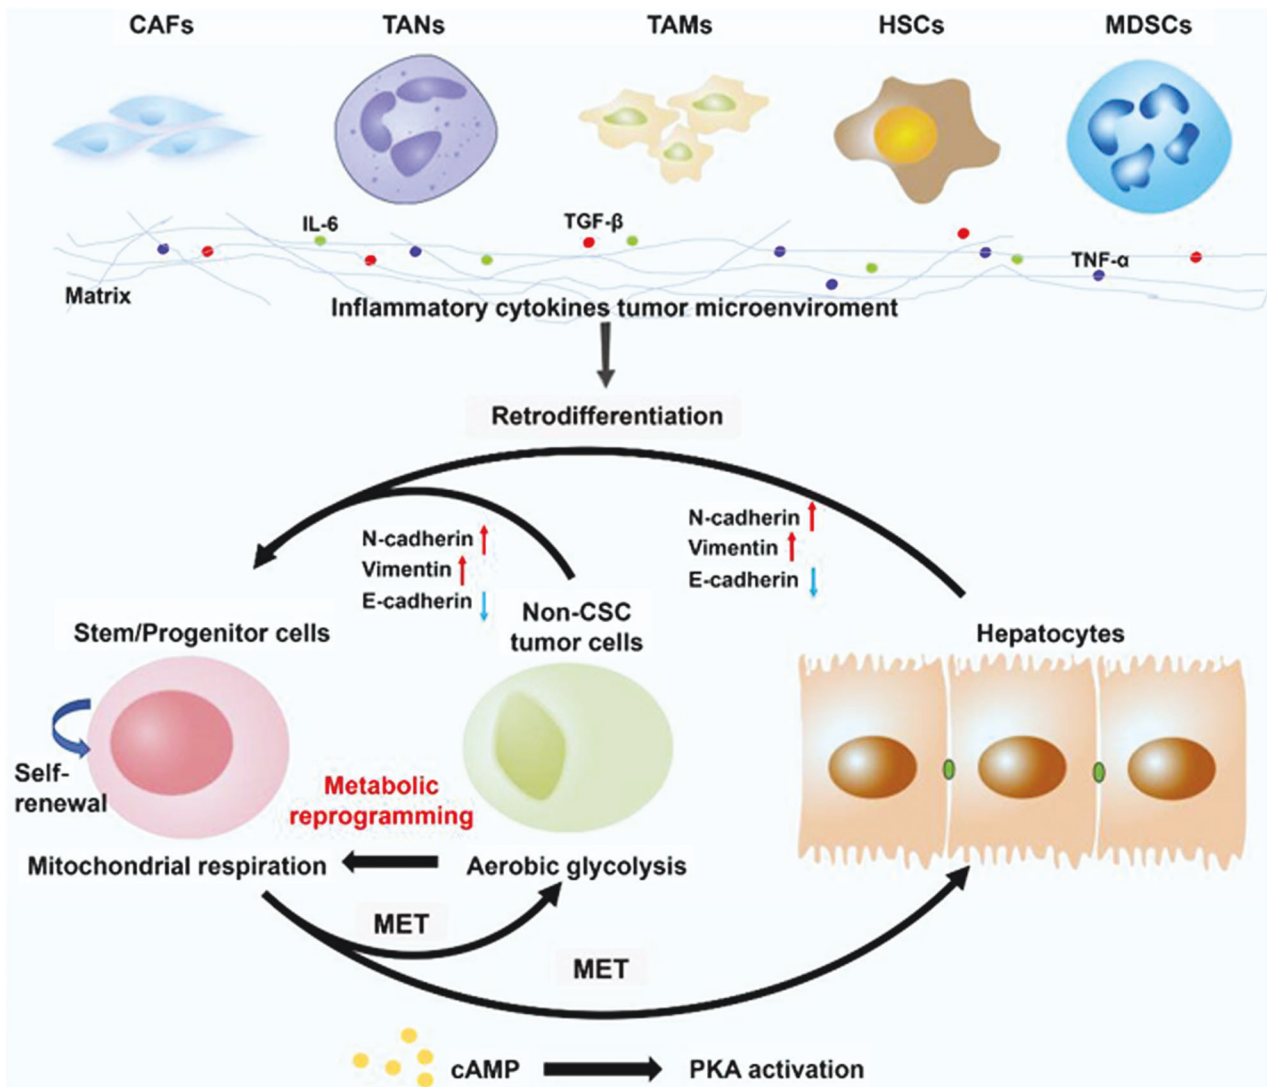 CAFs
TANs
TAMs
HSCs
MDSCs
IL-6
TGF-β
TNF-α
Matrix
Inflammatory cytokines tumor microenviroment
Retrodifferentiation
N-cadherin
Vimentin
E-cadherin
N-cadherin
Vimentin
E-cadherin
Stem/Progenitor cells
Non-CSC
tumor cells
Hepatocytes
Self-
renewal
Metabolic
reprogramming
Mitochondrial respiration
Aerobic glycolysis
MET
MET
cAMP
PKA activation